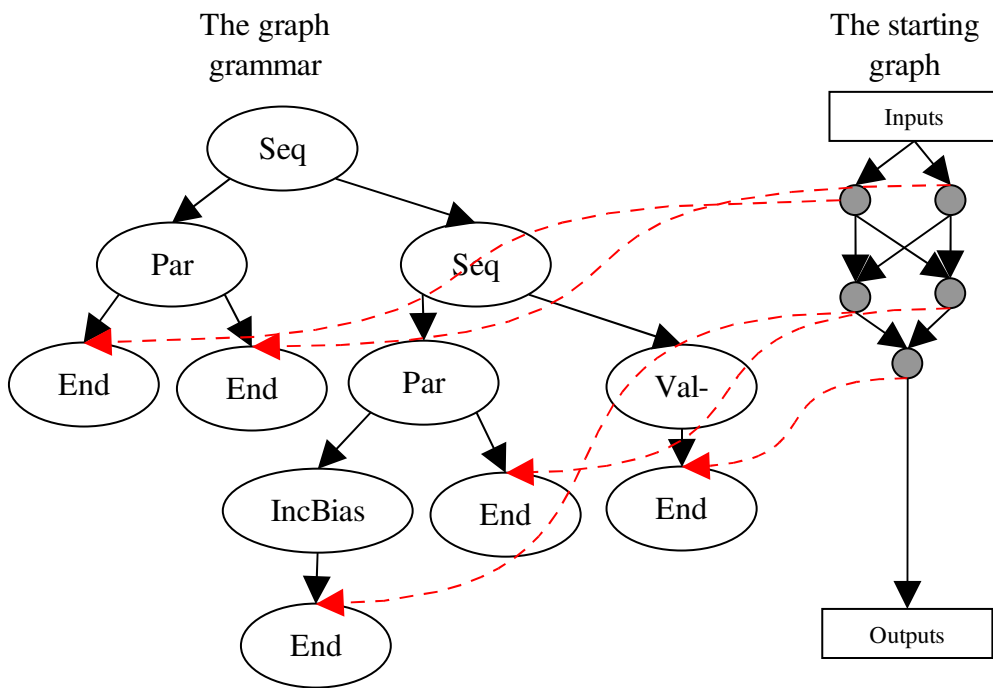 The graph
grammar
The starting
graph
Inputs
Seq
Par
Seq
End
End
Par
Val-
IncBias
End
End
End
Outputs